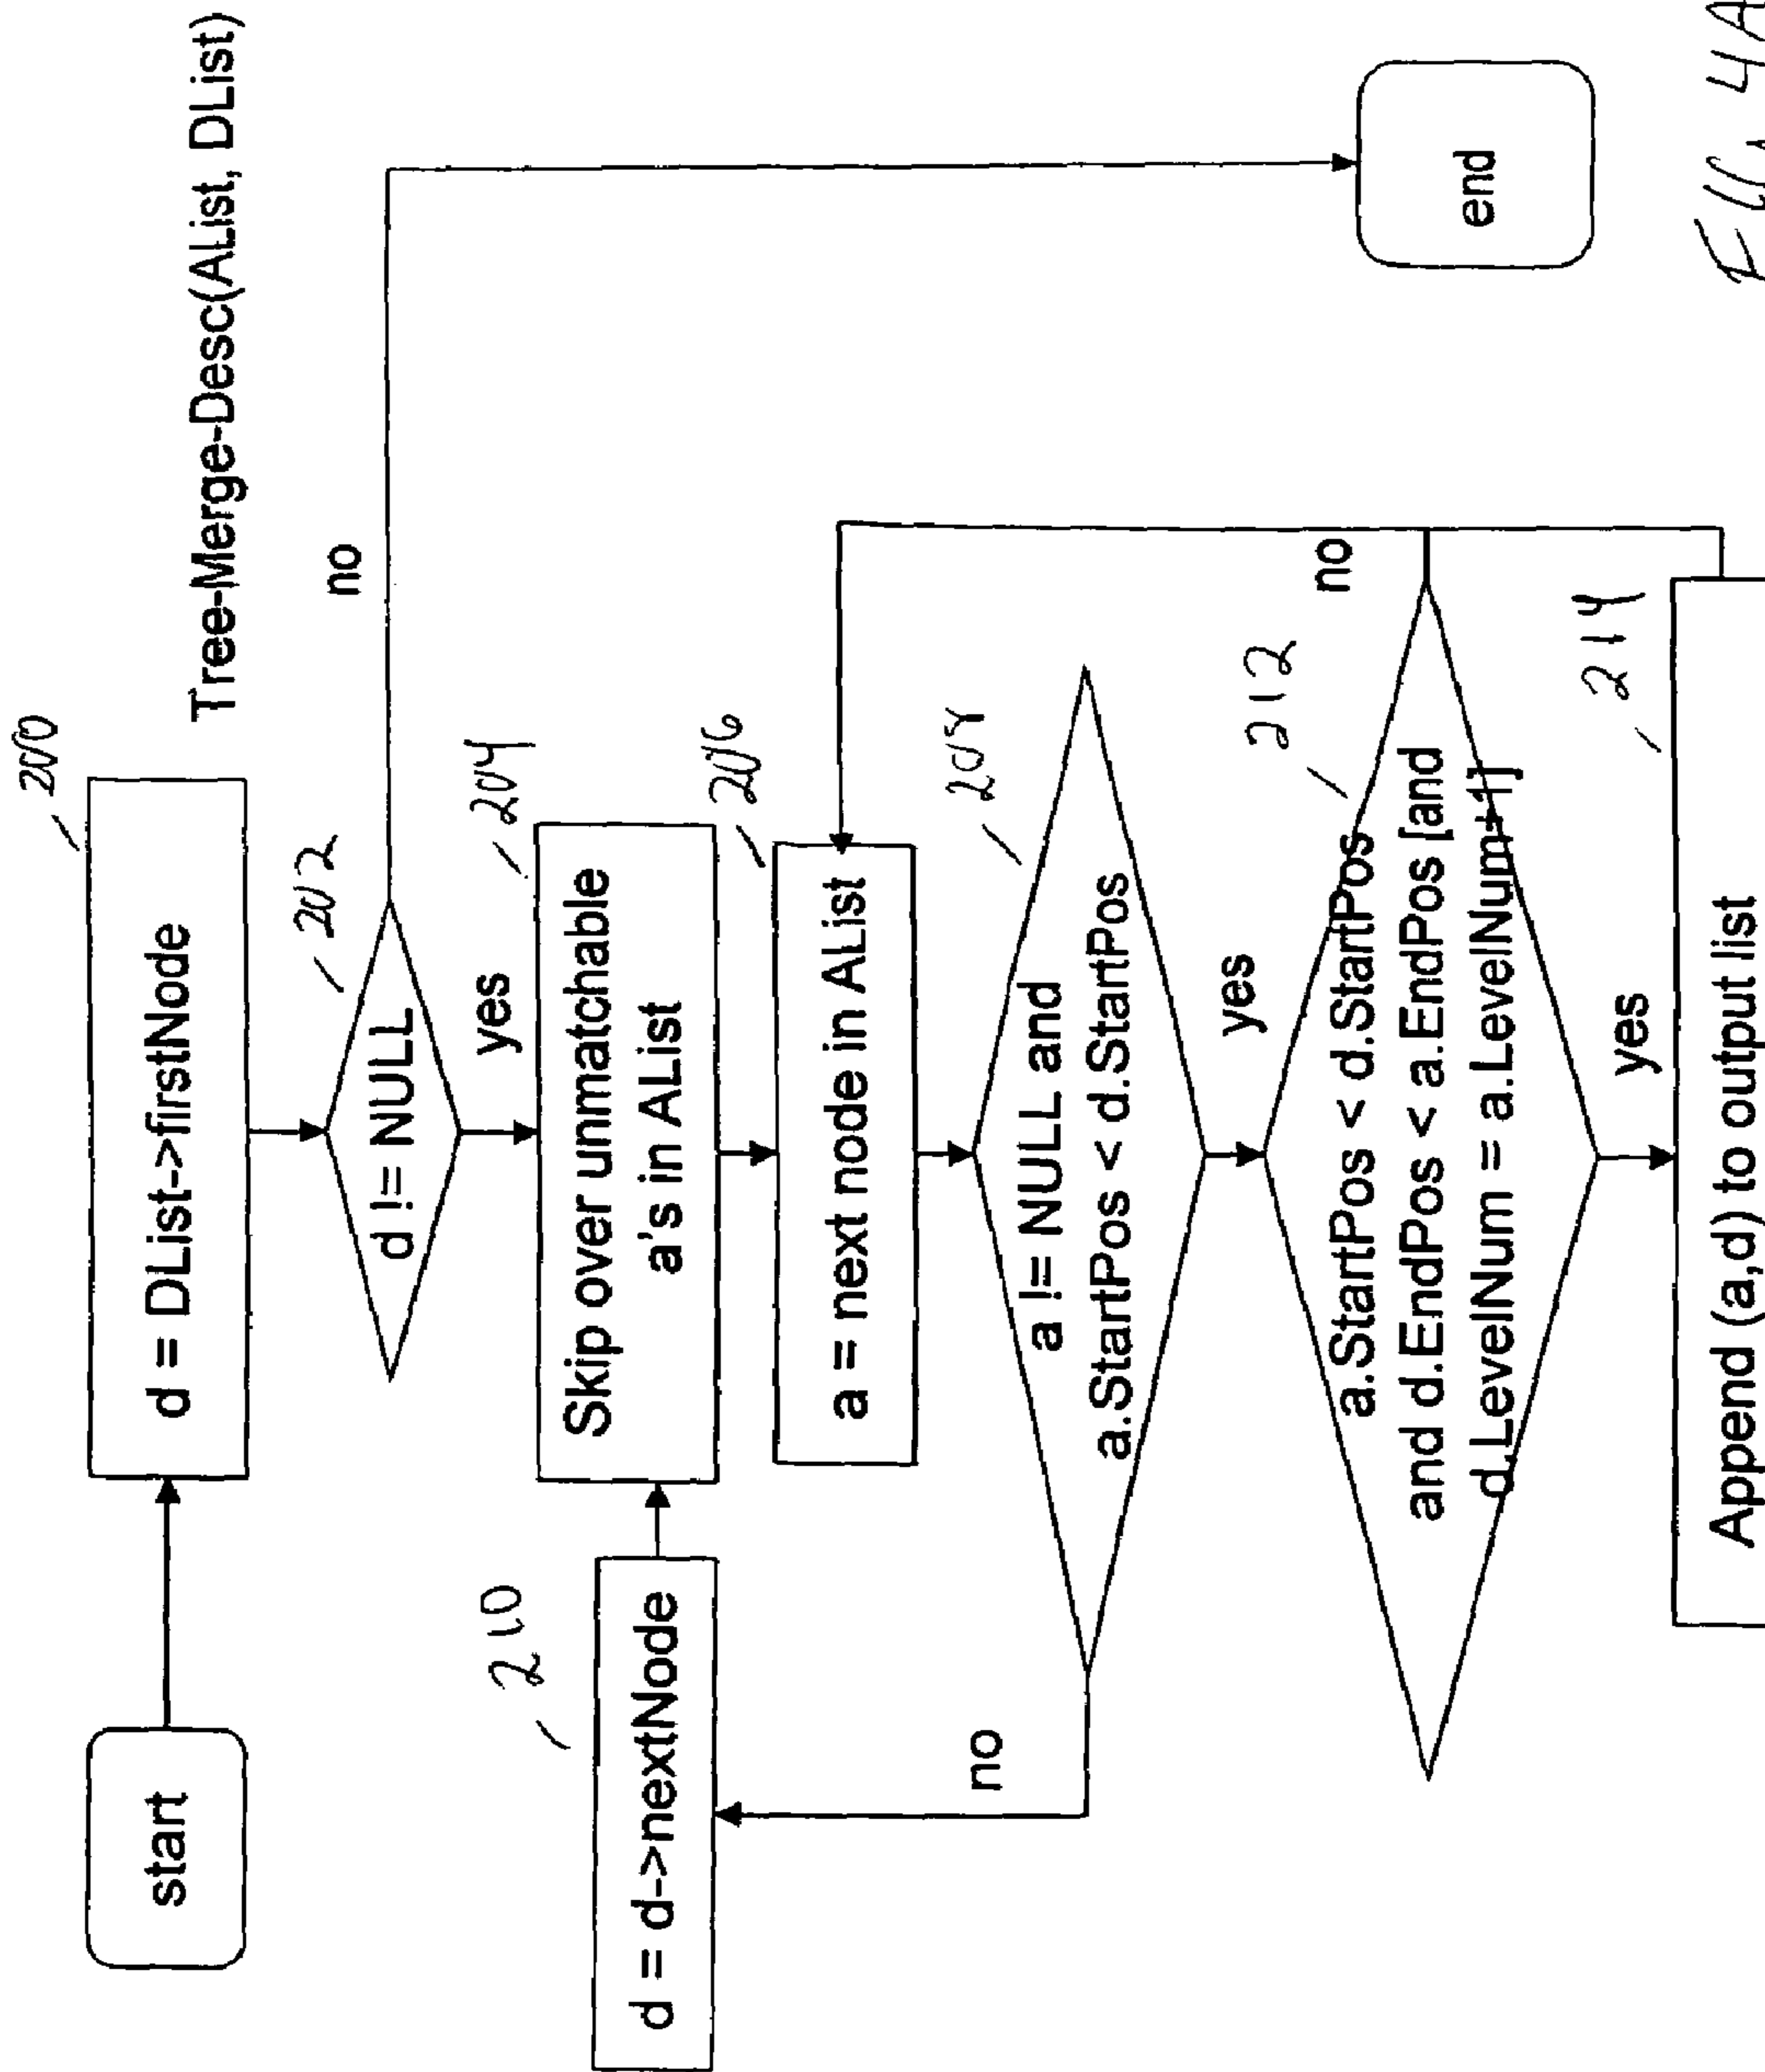 Tree-Merge-Desc(AList, DList)
start
200
d = DList->firstNode
202
d != NULL
no
yes
204
Skip over unmatchable
a's in AList
210
d = d->nextNode
206
a = next node in AList
208
a != NULL and
a.StartPos < d.StartPos
no
yes
212
a.StartPos < d.StartPos
and d.EndPos < a.EndPos [and
d.LevelNum = a.LevelNum+1]
no
yes
214
Append (a,d) to output list
end
FIG. 4A